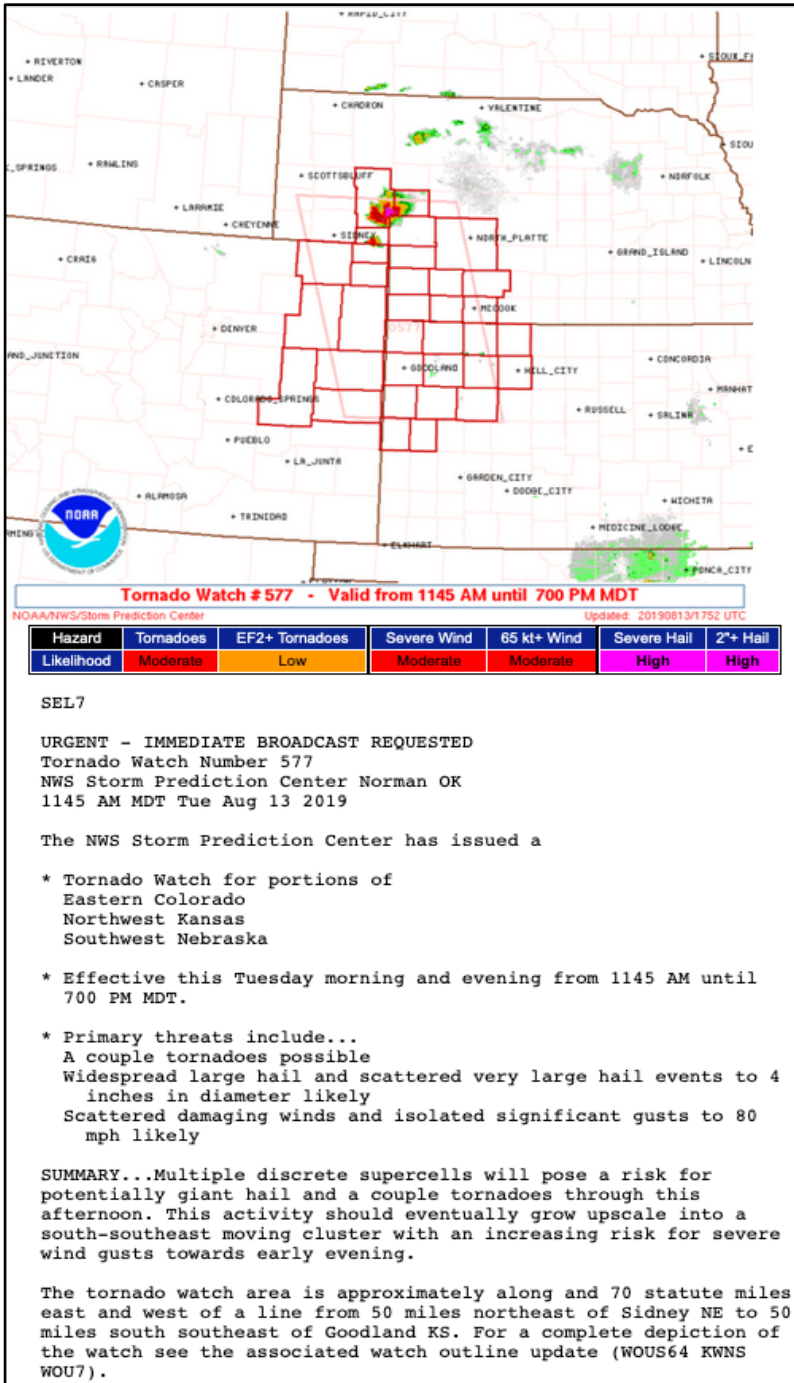 + RAPID_CITY
+ RIVERTON
+ SIOUX_FA
+ LANDER
+ CASPER
+ CHADRON
+ VALENTINE
SIOU
K_SPRINGS
+ RAWLINS
+ SCOTTSBLUFF
+ NORFOLK
+ LARAMIE
+ CHEYENNE
+ SIDNEY
+ NORTH_PLATTE
+ CRAIG
+ GRAND_ISLAND
+ LINCOLN
+ MCCOOK
+ DENVER
0577
AND_JUNCTION
+ GOODLAND
+ HILL_CITY
+ CONCORDIA
+ MANHAT
+ COLORADO_SPRINGS
+ RUSSELL
+ SALINA
+ PUEBLO
+ E
+ LA_JUNTA
+ GARDEN_CITY
+ DODGE_CITY
+ ALAMOSA
+ WICHITA
NOAA
+ TRINIDAD
+ MEDICINE_LODGE
RMING
+ ELKHART
+ PONCA_CITY
Tornado Watch # 577 - Valid from 1145 AM until 700 PM MDT
NOAA/NWS/Storm Prediction Center Updated: 20190813/1752 UTC
Hazard Tornadoes EF2+ Tornadoes Severe Wind 65 kt+ Wind Severe Hail 2"+ Hail
Likelihood Moderate Low Moderate Moderate High High
SEL7
URGENT - IMMEDIATE BROADCAST REQUESTED
Tornado Watch Number 577
NWS Storm Prediction Center Norman OK
1145 AM MDT Tue Aug 13 2019
The NWS Storm Prediction Center has issued a
* Tornado Watch for portions of
Eastern Colorado
Northwest Kansas
Southwest Nebraska
* Effective this Tuesday morning and evening from 1145 AM until
700 PM MDT.
* Primary threats include...
A couple tornadoes possible
Widespread large hail and scattered very large hail events to 4
inches in diameter likely
Scattered damaging winds and isolated significant gusts to 80
mph likely
SUMMARY...Multiple discrete supercells will pose a risk for
potentially giant hail and a couple tornadoes through this
afternoon. This activity should eventually grow upscale into a
south-southeast moving cluster with an increasing risk for severe
wind gusts towards early evening.
The tornado watch area is approximately along and 70 statute miles
east and west of a line from 50 miles northeast of Sidney NE to 50
miles south southeast of Goodland KS. For a complete depiction of
the watch see the associated watch outline update (WOUS64 KWNS
WOU7).